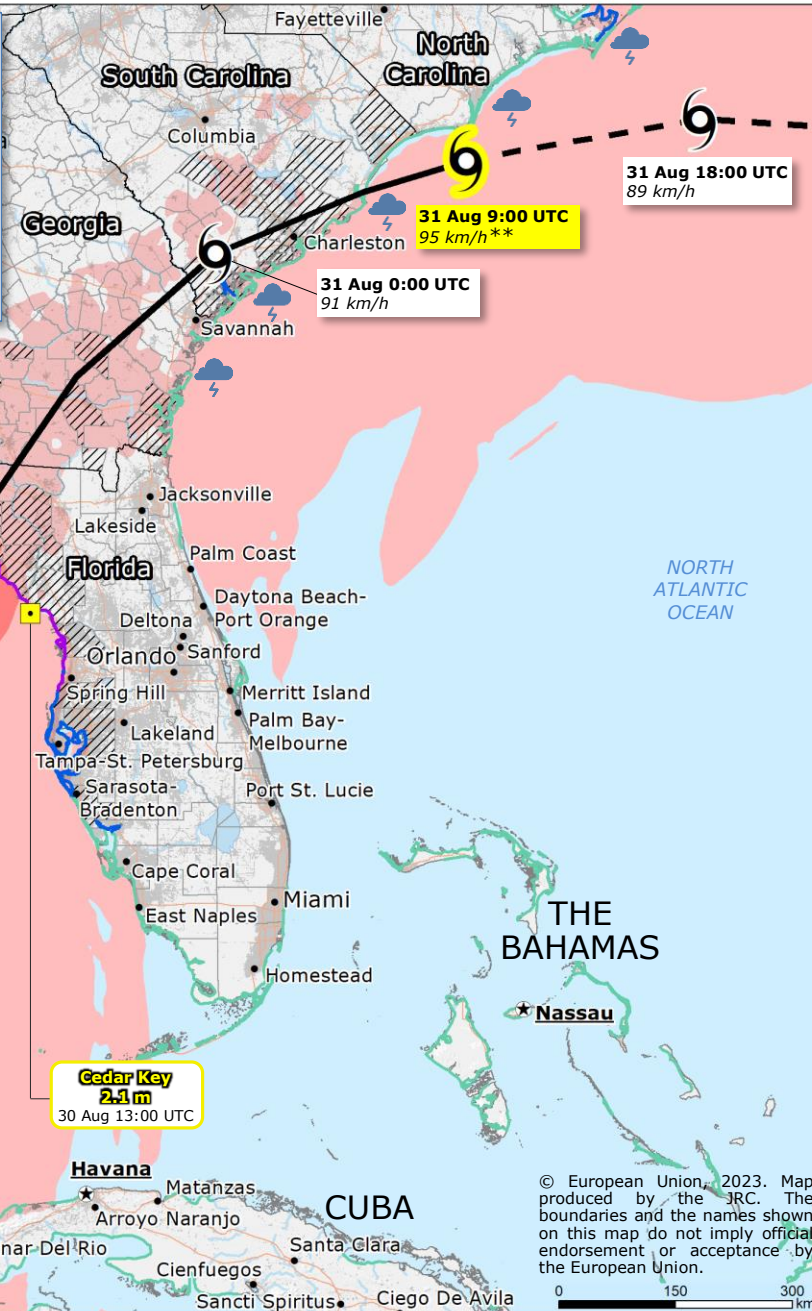 Fayetteville
North
Carolina
South Carolina
Columbia
31 Aug 18:00 UTC
89 km/h
Georgia
31 Aug 9:00 UTC
95 km/h**
Charleston
31 Aug 0:00 UTC
91 km/h
Savannah
Jacksonville
Lakeside
Palm Coast
Florida
NORTH
ATLANTIC
OCEAN
Daytona Beach-
Port Orange
Deltona
Orlando
Sanford
Spring Hill
Merritt Island
Lakeland
Palm Bay-
Melbourne
Tampa-St. Petersburg
Sarasota-
Bradenton
Port St. Lucie
Cape Coral
Miami
East Naples
THE
BAHAMAS
Homestead
Nassau
Cedar Key
2.1 m
30 Aug 13:00 UTC
Havana
Matanzas
Arroyo Naranjo
CUBA
nar Del Rio
Santa Clara
Cienfuegos
Sancti Spiritus
Ciego De Avila
© European Union, 2023. Map
produced by the JRC. The
boundaries and the names shown
on this map do not imply official
endorsement or acceptance by
the European Union.
0 150 300
km